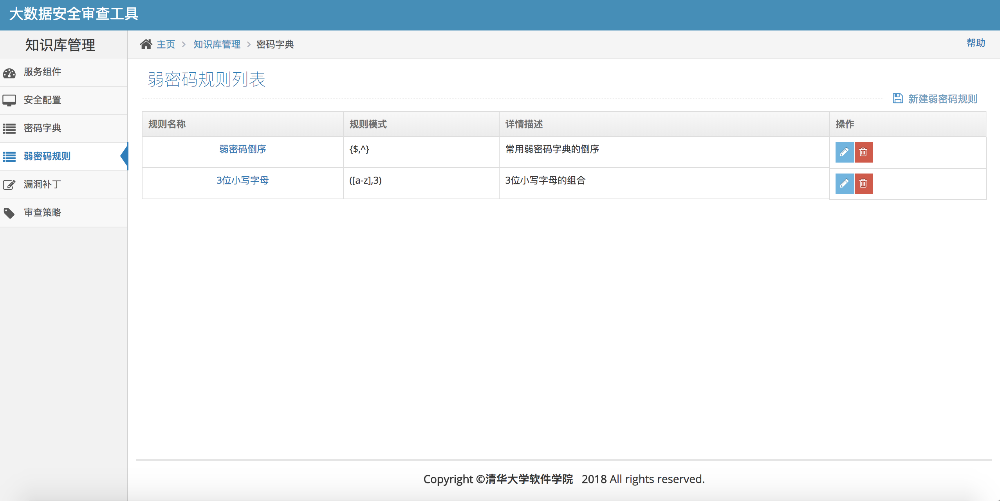 大数据安全审查工具
知识库管理
主页 知识库管理 密码字典
帮助
服务组件
安全配置
密码字典
弱密码规则
漏洞补丁
审查策略
弱密码规则列表
新建弱密码规则
规则名称 规则模式 详情描述 操作
弱密码倒序 {$,^} 常用弱密码字典的倒序
3位小写字母 ([a-z],3) 3位小写字母的组合
Copyright ©清华大学软件学院 2018 All rights reserved.